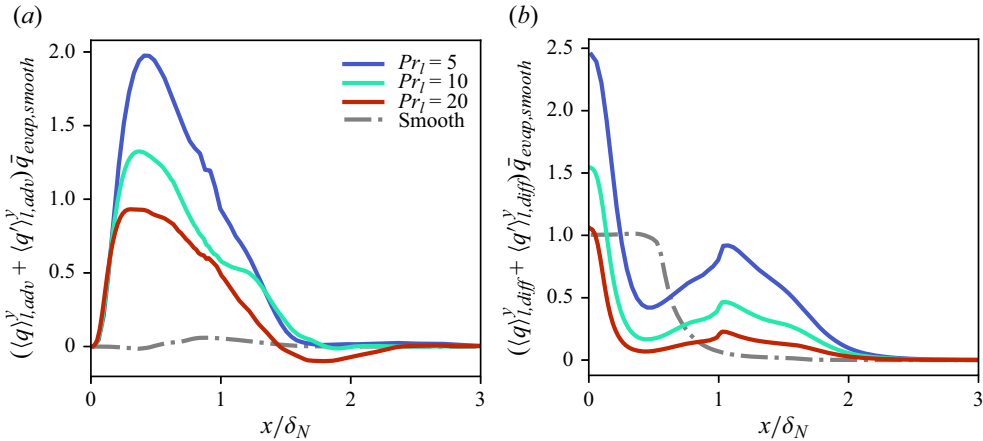 (a)
(⟨q⟩^y_{l,adv} + ⟨q′⟩^y_{l,adv}) q̄_{evap,smooth}
2.0
1.5
1.0
0.5
0
Pr_l = 5
Pr_l = 10
Pr_l = 20
Smooth
0 1 2 3
x/δ_N
(b)
(⟨q⟩^y_{l,diff} + ⟨q′⟩^y_{l,diff}) q̄_{evap,smooth}
2.5
2.0
1.5
1.0
0.5
0
0 1 2 3
x/δ_N